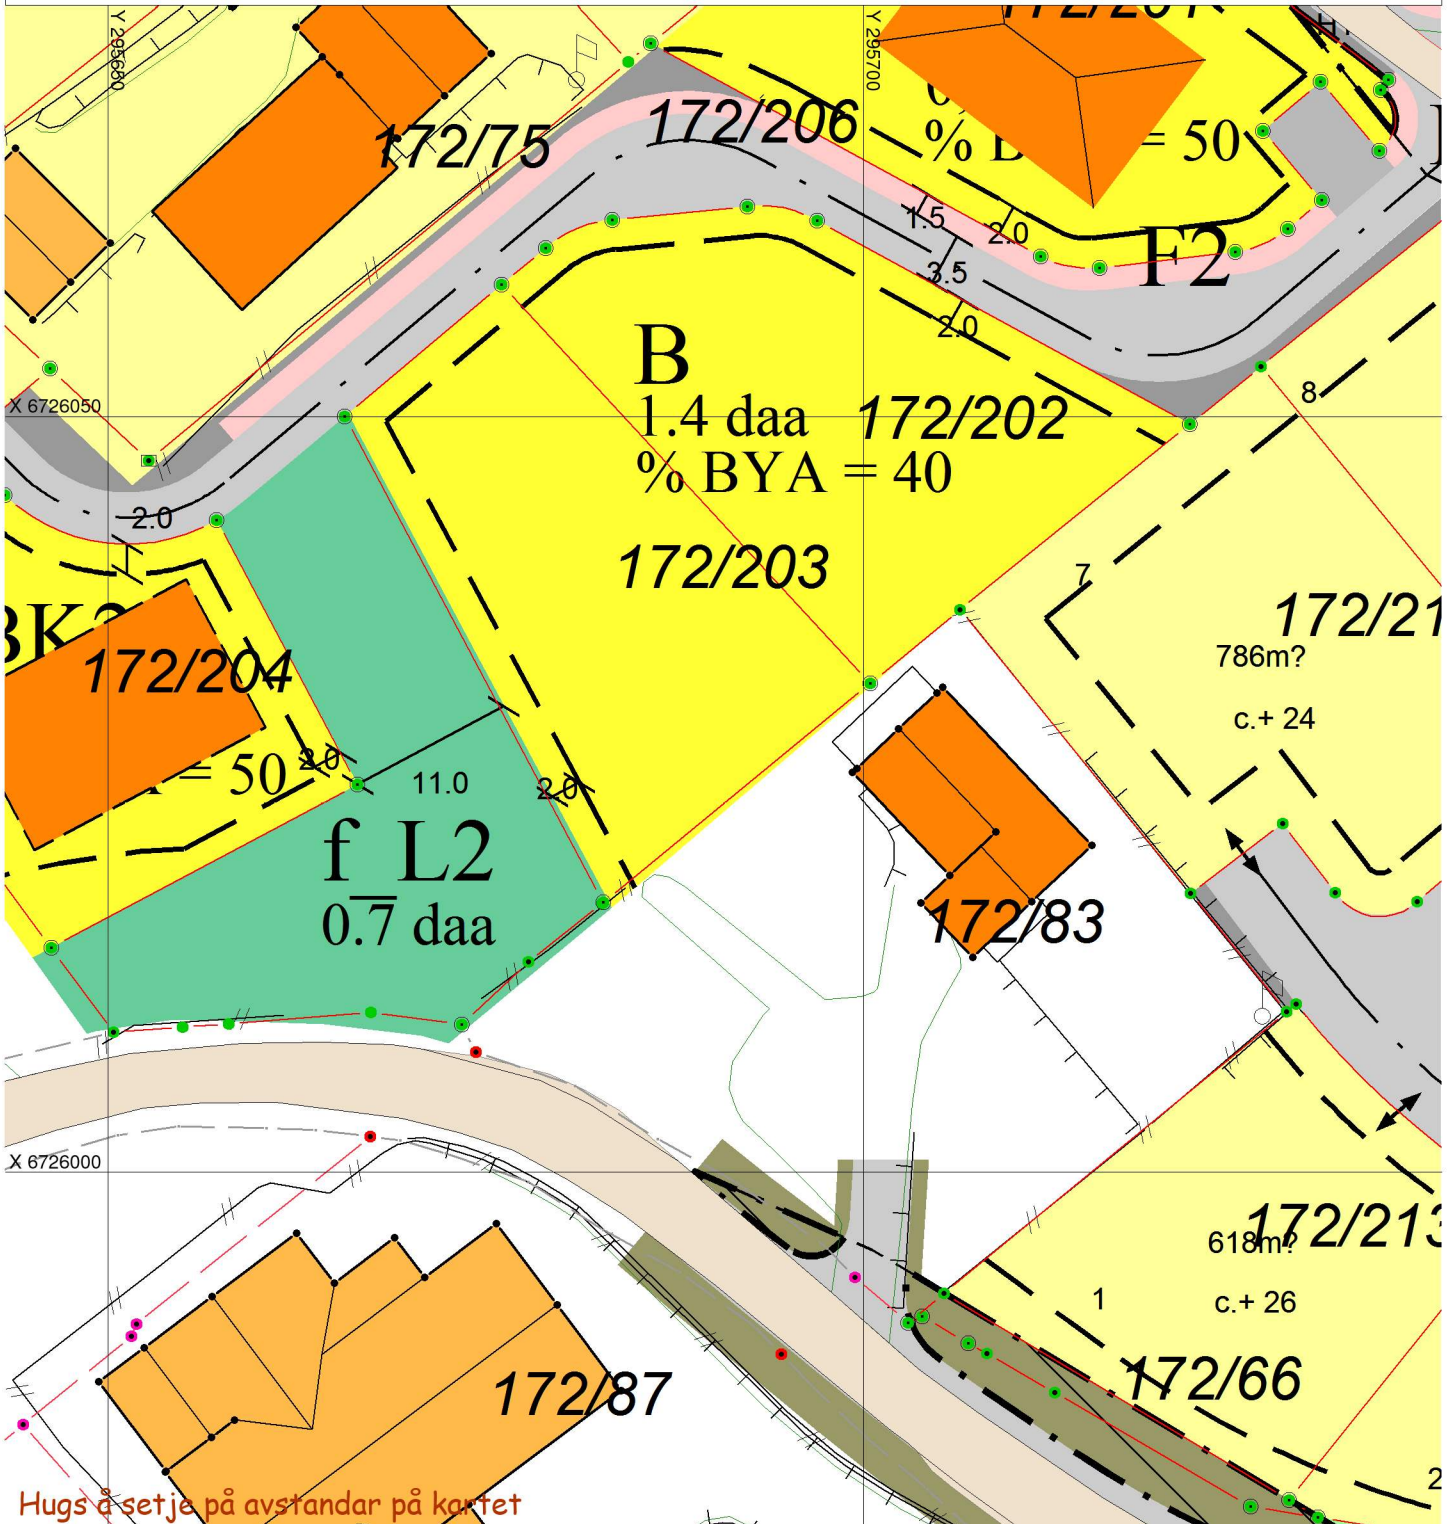 Y 295650
Y 295700
172/75
172/206
% B = 50
1.5
2.0
3.5
2.0
F2
B
1.4 daa
% BYA = 40
172/202
8
X 6726050
2.0
172/203
7
172/21
786m?
c.+ 24
172/204
= 50
2.0
11.0
2.0
f_L2
0.7 daa
172/83
X 6726000
172/213
618m?
1
c.+ 26
172/87
172/66
2
Hugs å setje på avstandar på kartet